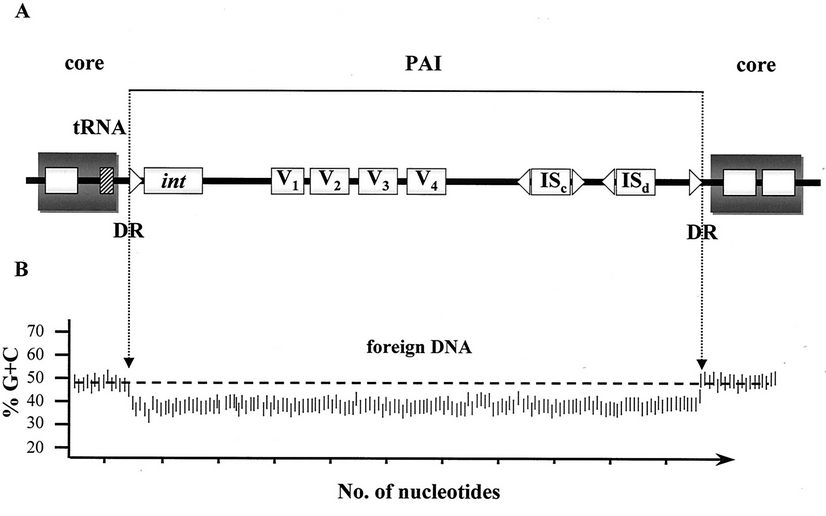 A
core PAI core
tRNA
int V1 V2 V3 V4 ISc ISd
DR DR
B
foreign DNA
% G+C
70
60
50
40
30
20
No. of nucleotides